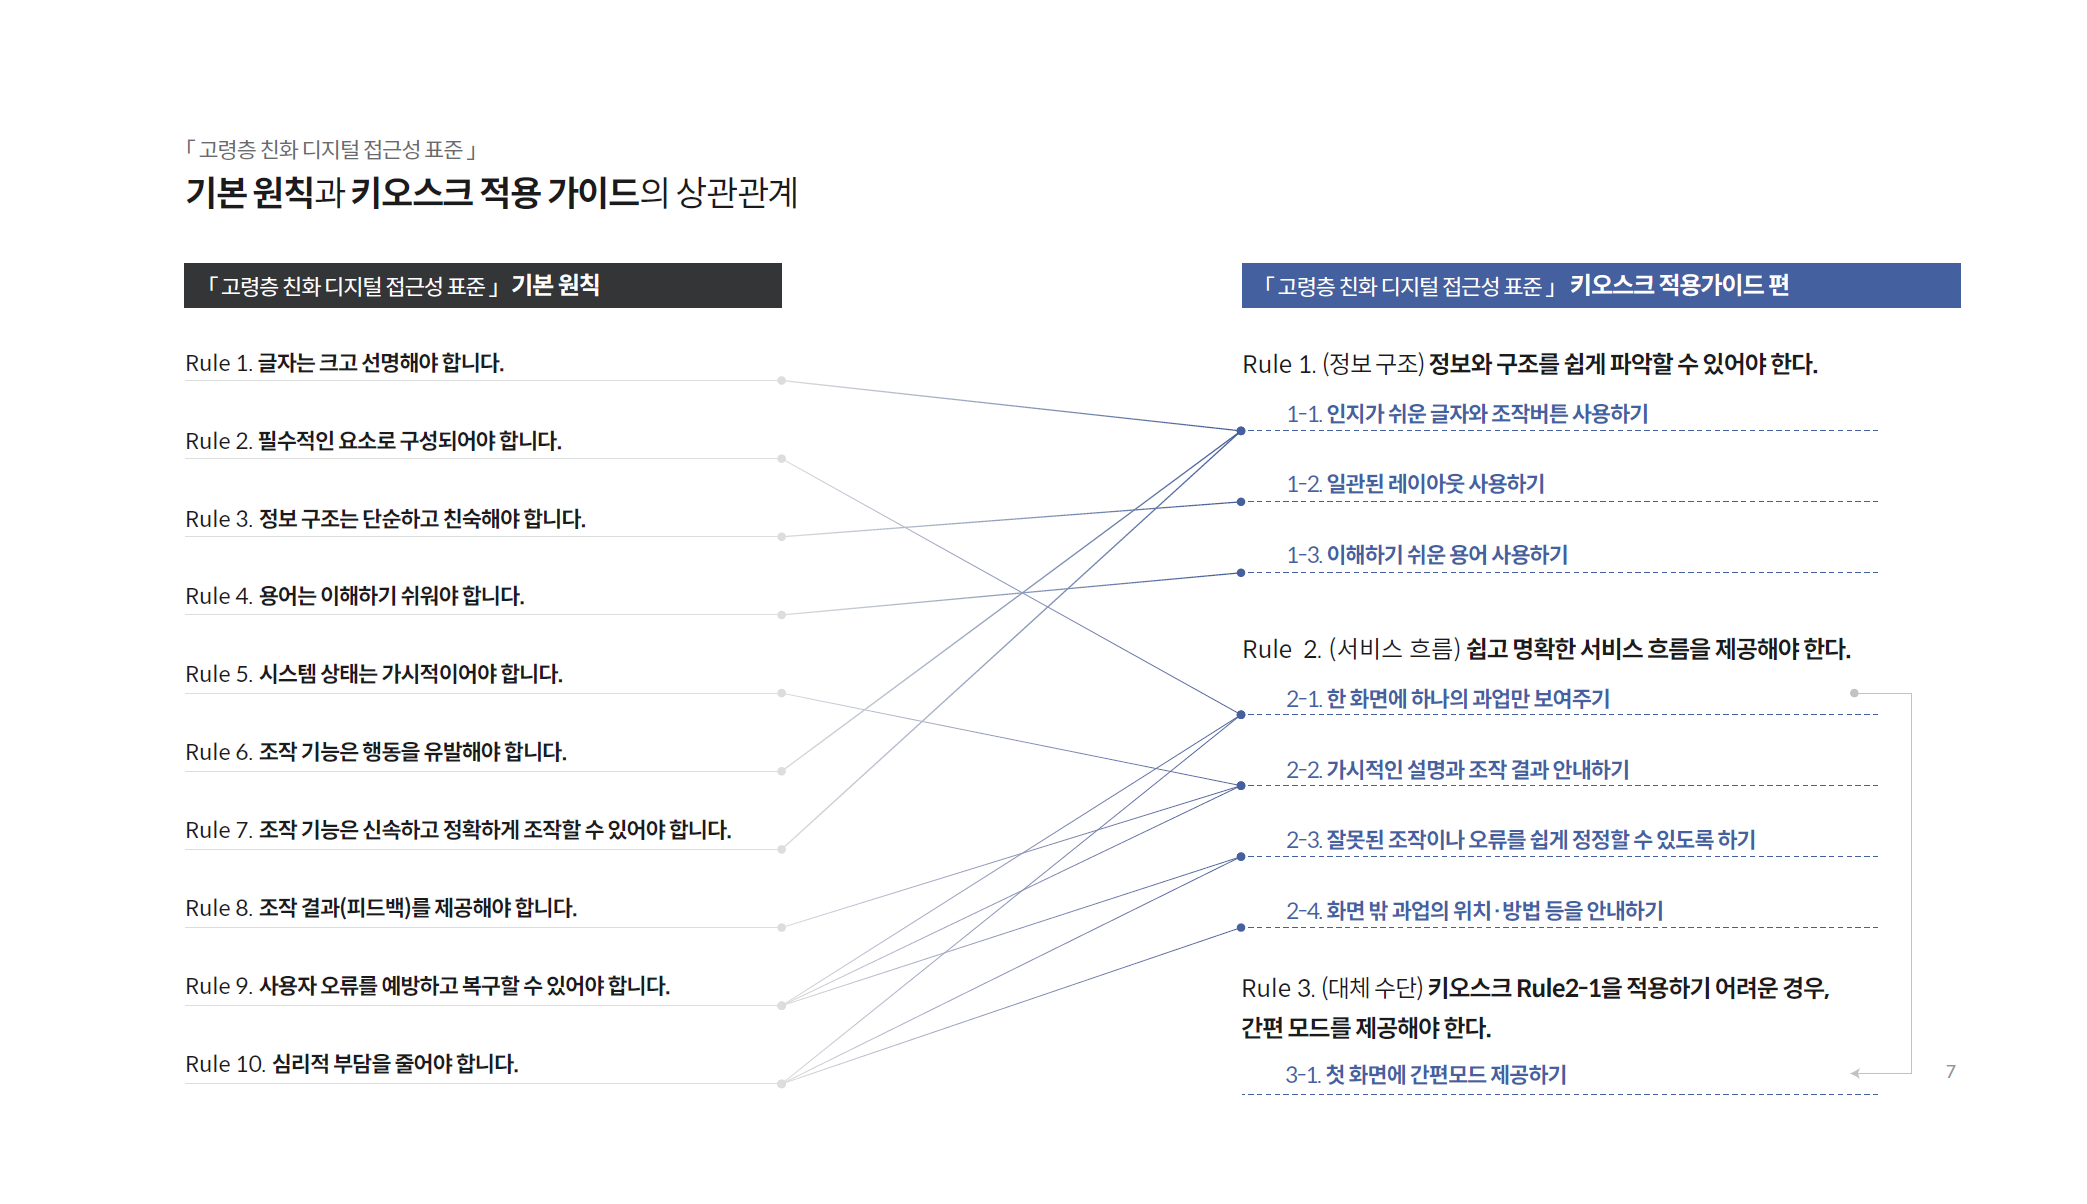 「 고령층 친화 디지털 접근성 표준 」
기본 원칙과 키오스크 적용 가이드의 상관관계
「 고령층 친화 디지털 접근성 표준 」 기본 원칙
Rule 1. 글자는 크고 선명해야 합니다.
Rule 2. 필수적인 요소로 구성되어야 합니다.
Rule 3. 정보 구조는 단순하고 친숙해야 합니다.
Rule 4. 용어는 이해하기 쉬워야 합니다.
Rule 5. 시스템 상태는 가시적이어야 합니다.
Rule 6. 조작 기능은 행동을 유발해야 합니다.
Rule 7. 조작 기능은 신속하고 정확하게 조작할 수 있어야 합니다.
Rule 8. 조작 결과(피드백)를 제공해야 합니다.
Rule 9. 사용자 오류를 예방하고 복구할 수 있어야 합니다.
Rule 10. 심리적 부담을 줄어야 합니다.
「 고령층 친화 디지털 접근성 표준 」 키오스크 적용가이드 편
Rule 1. (정보 구조) 정보와 구조를 쉽게 파악할 수 있어야 한다.
1-1. 인지가 쉬운 글자와 조작버튼 사용하기
1-2. 일관된 레이아웃 사용하기
1-3. 이해하기 쉬운 용어 사용하기
Rule 2. (서비스 흐름) 쉽고 명확한 서비스 흐름을 제공해야 한다.
2-1. 한 화면에 하나의 과업만 보여주기
2-2. 가시적인 설명과 조작 결과 안내하기
2-3. 잘못된 조작이나 오류를 쉽게 정정할 수 있도록 하기
2-4. 화면 밖 과업의 위치·방법 등을 안내하기
Rule 3. (대체 수단) 키오스크 Rule2-1을 적용하기 어려운 경우,
간편 모드를 제공해야 한다.
3-1. 첫 화면에 간편모드 제공하기
7